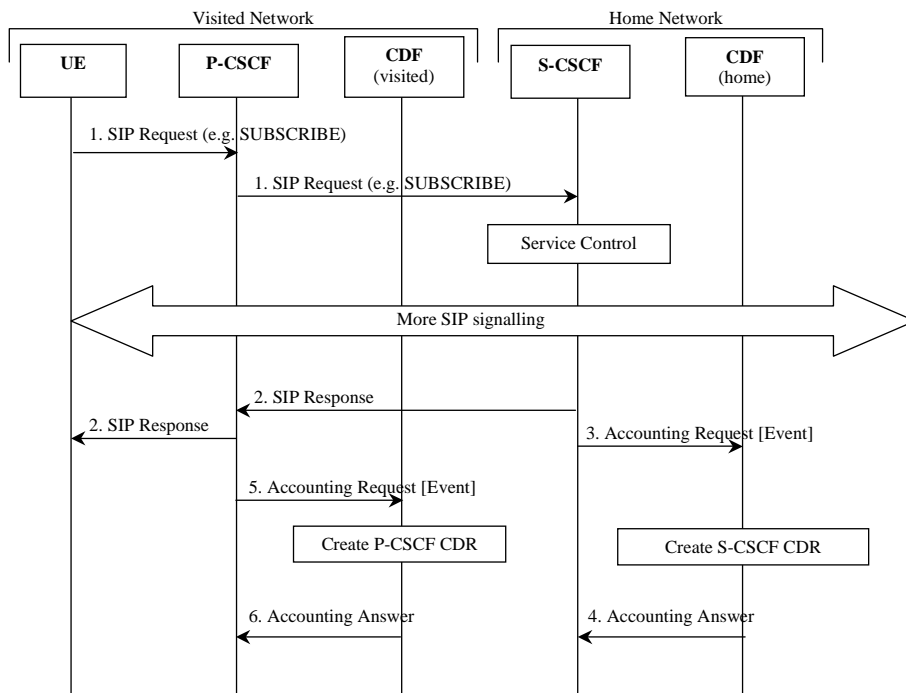 Visited Network
Home Network
UE
P-CSCF
CDF
(visited)
S-CSCF
CDF
(home)
1. SIP Request (e.g. SUBSCRIBE)
1. SIP Request (e.g. SUBSCRIBE)
Service Control
More SIP signalling
2. SIP Response
2. SIP Response
3. Accounting Request [Event]
5. Accounting Request [Event]
Create P-CSCF CDR
Create S-CSCF CDR
6. Accounting Answer
4. Accounting Answer